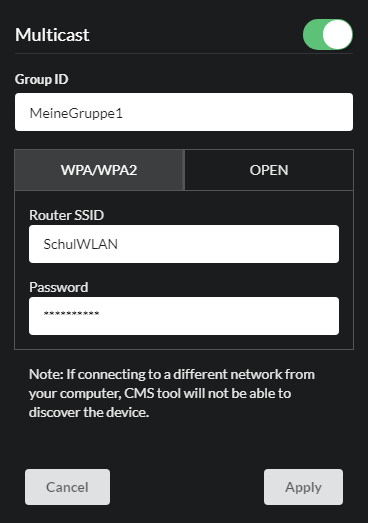 Multicast
Group ID
MeineGruppe1
WPA/WPA2
OPEN
Router SSID
SchulWLAN
Password
**********
Note: If connecting to a different network from
your computer, CMS tool will not be able to
discover the device.
Cancel
Apply